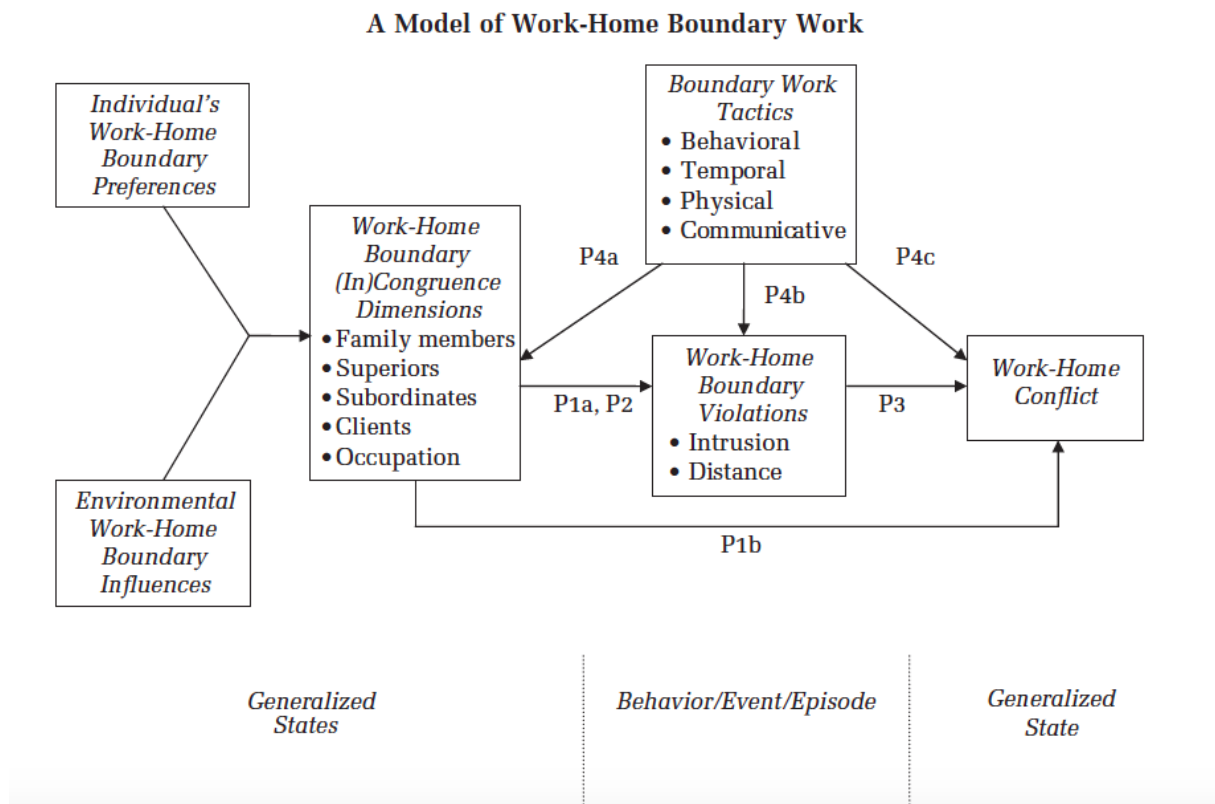 A Model of Work-Home Boundary Work
Individual's
Work-Home
Boundary
Preferences
Boundary Work
Tactics
• Behavioral
• Temporal
• Physical
• Communicative
Work-Home
Boundary
(In)Congruence
Dimensions
• Family members
• Superiors
• Subordinates
• Clients
• Occupation
P4a
P4b
P4c
Work-Home
Boundary
Violations
• Intrusion
• Distance
Work-Home
Conflict
P1a, P2
P3
Environmental
Work-Home
Boundary
Influences
P1b
Generalized
States
Behavior/Event/Episode
Generalized
State